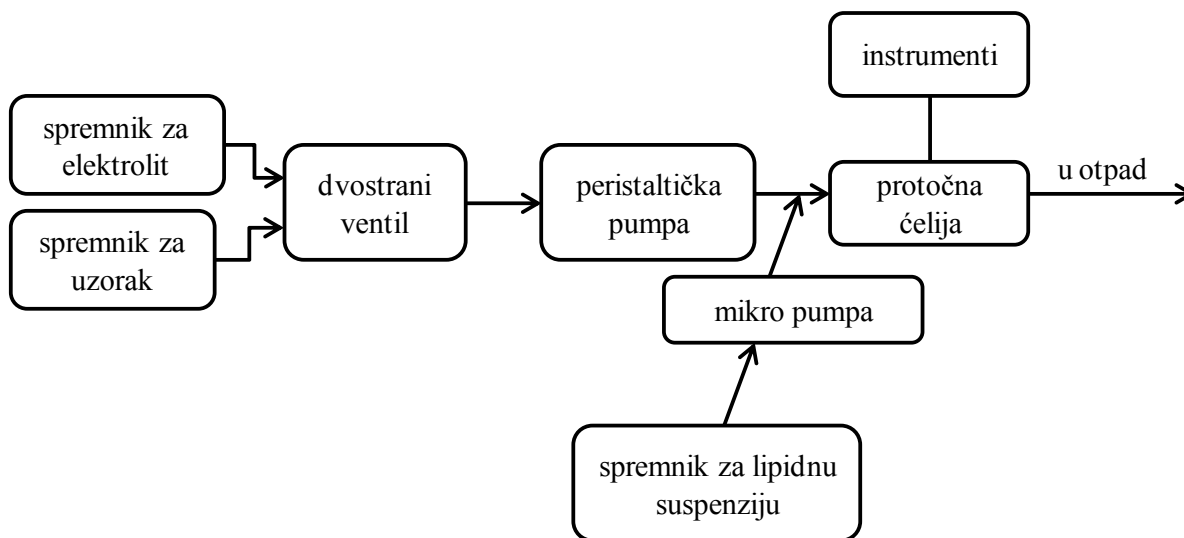 instrumenti
spremnik za
elektrolit
dvostrani
ventil
peristaltička
pumpa
protočna
ćelija
u otpad
spremnik za
uzorak
mikro pumpa
spremnik za lipidnu
suspenziju